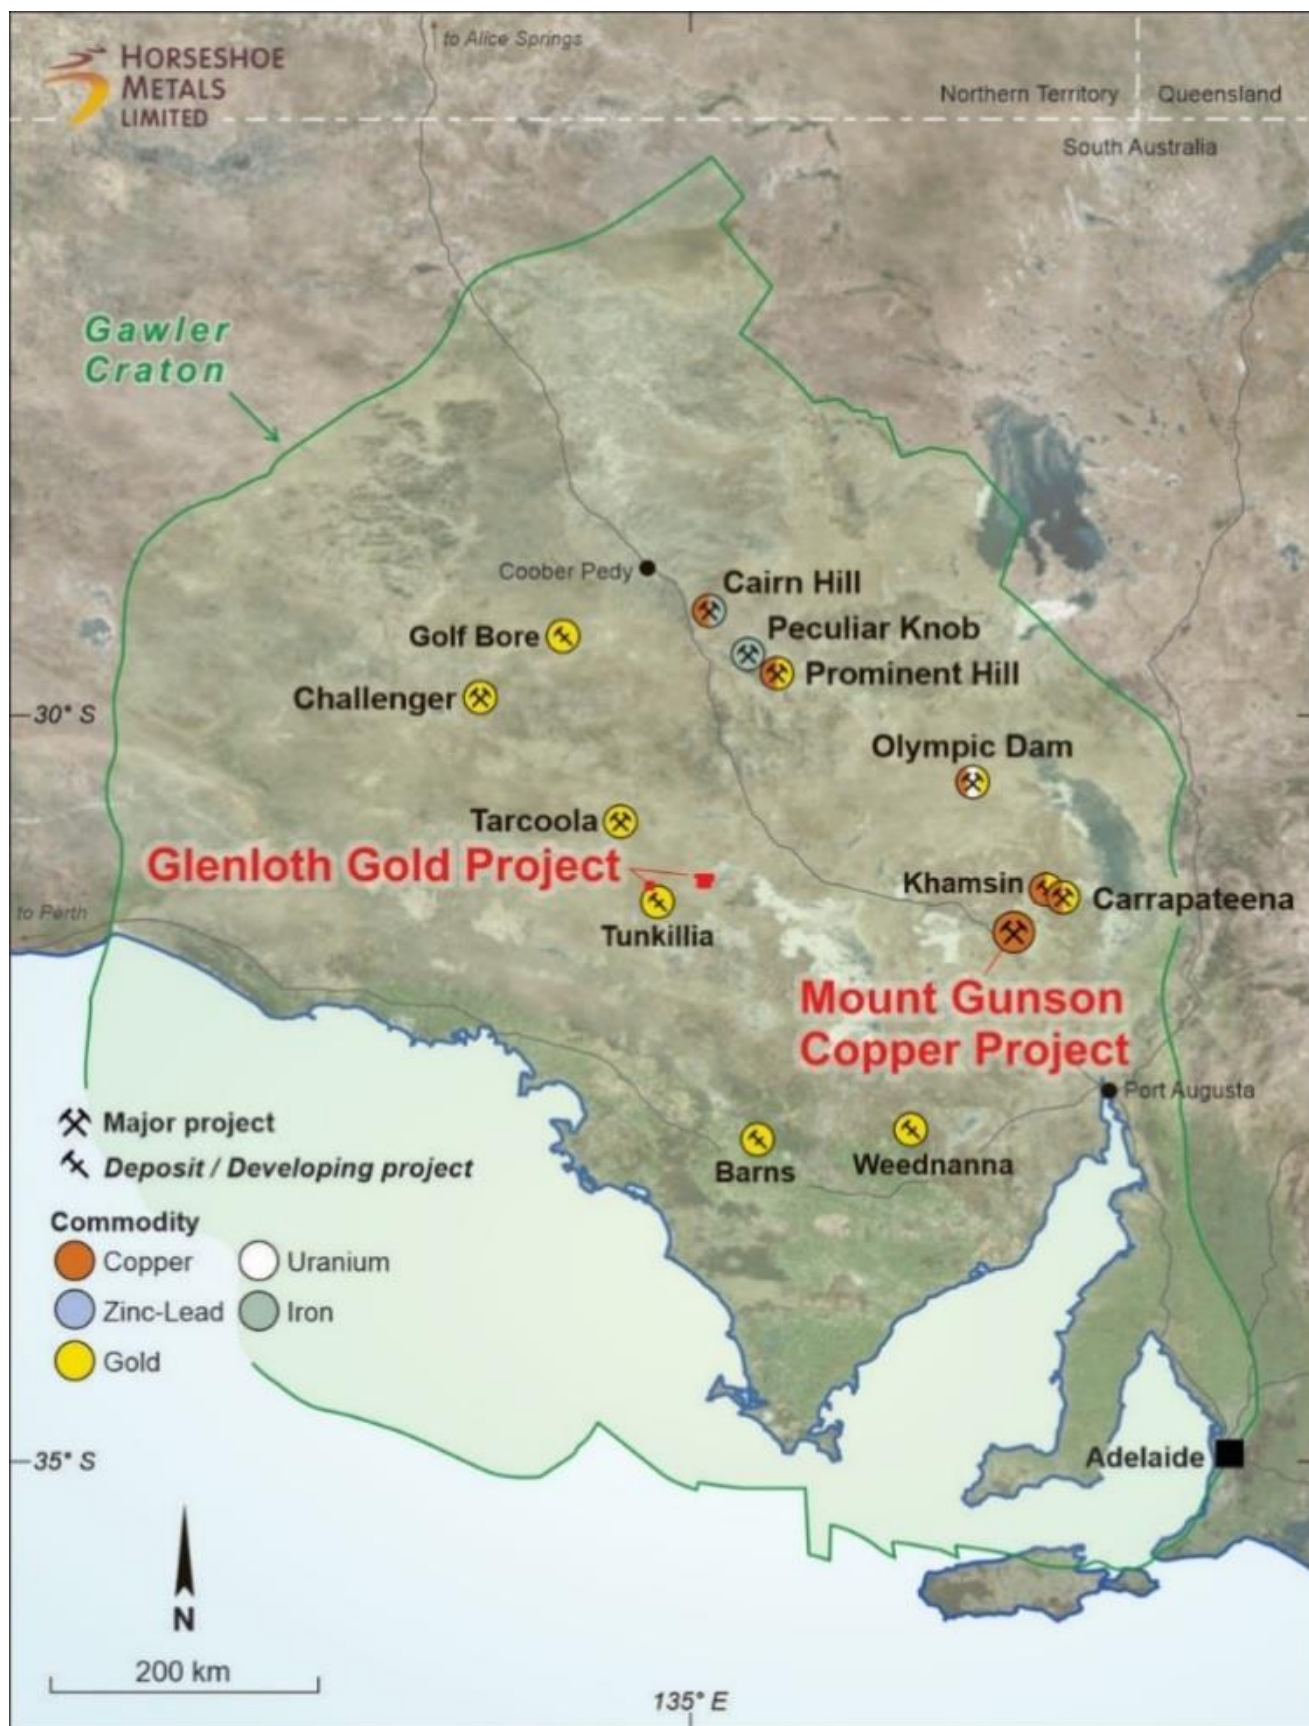 to Alice Springs
HORSESHOE
METALS
LIMITED
Northern Territory
Queensland
South Australia
Gawler
Craton
Coober Pedy
Cairn Hill
Golf Bore
Peculiar Knob
Prominent Hill
Challenger
30° S
Olympic Dam
Tarcoola
Glenloth Gold Project
Khamsin
Carrapateena
to Perth
Tunkillia
Mount Gunson
Copper Project
Port Augusta
Major project
Deposit / Developing project
Barns
Weednanna
Commodity
Copper
Uranium
Zinc-Lead
Iron
Gold
35° S
Adelaide
N
200 km
135° E